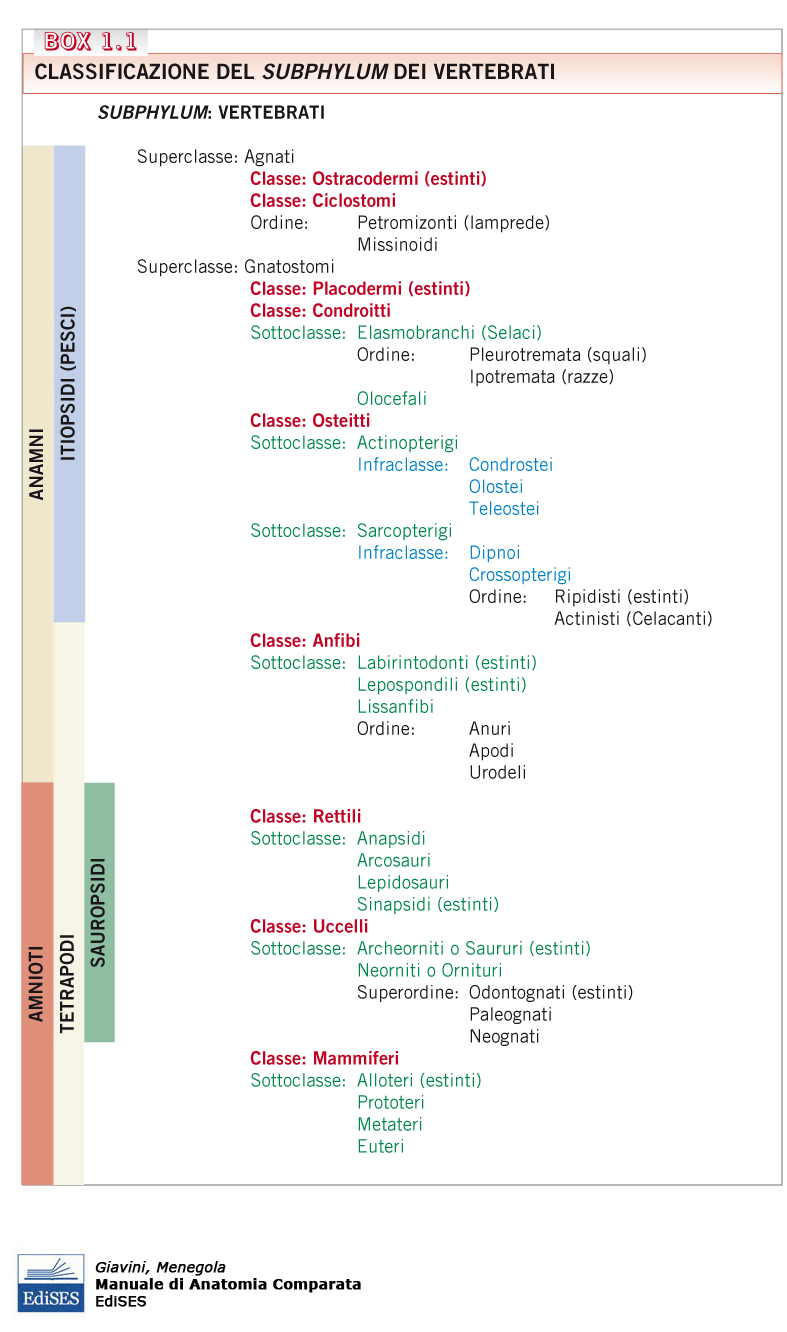 BOX 1.1
CLASSIFICAZIONE DEL SUBPHYLUM DEI VERTEBRATI
SUBPHYLUM: VERTEBRATI
ANAMNI
ITIOPSIDI (PESCI)
Superclasse: Agnati
Classe: Ostracodermi (estinti)
Classe: Ciclostomi
Ordine: Petromizonti (lamprede)
Missinoidi
Superclasse: Gnatostomi
Classe: Placodermi (estinti)
Classe: Condroitti
Sottoclasse: Elasmobranchi (Selaci)
Ordine: Pleurotremata (squali)
Ipotremata (razze)
Olocefali
Classe: Osteitti
Sottoclasse: Actinopterigi
Infraclasse: Condrostei
Olostei
Teleostei
Sottoclasse: Sarcopterigi
Infraclasse: Dipnoi
Crossopterigi
Ordine: Ripidisti (estinti)
Actinisti (Celacanti)
Classe: Anfibi
Sottoclasse: Labirintodonti (estinti)
Lepospondili (estinti)
Lissanfibi
Ordine: Anuri
Apodi
Urodeli
AMNIOTI
TETRAPODI
SAUROPSIDI
Classe: Rettili
Sottoclasse: Anapsidi
Arcosauri
Lepidosauri
Sinapsidi (estinti)
Classe: Uccelli
Sottoclasse: Archeorniti o Saururi (estinti)
Neorniti o Ornituri
Superordine: Odontognati (estinti)
Paleognati
Neognati
Classe: Mammiferi
Sottoclasse: Alloteri (estinti)
Prototeri
Metateri
Euteri
EdiSES
Giavini, Menegola
Manuale di Anatomia Comparata
EdiSES